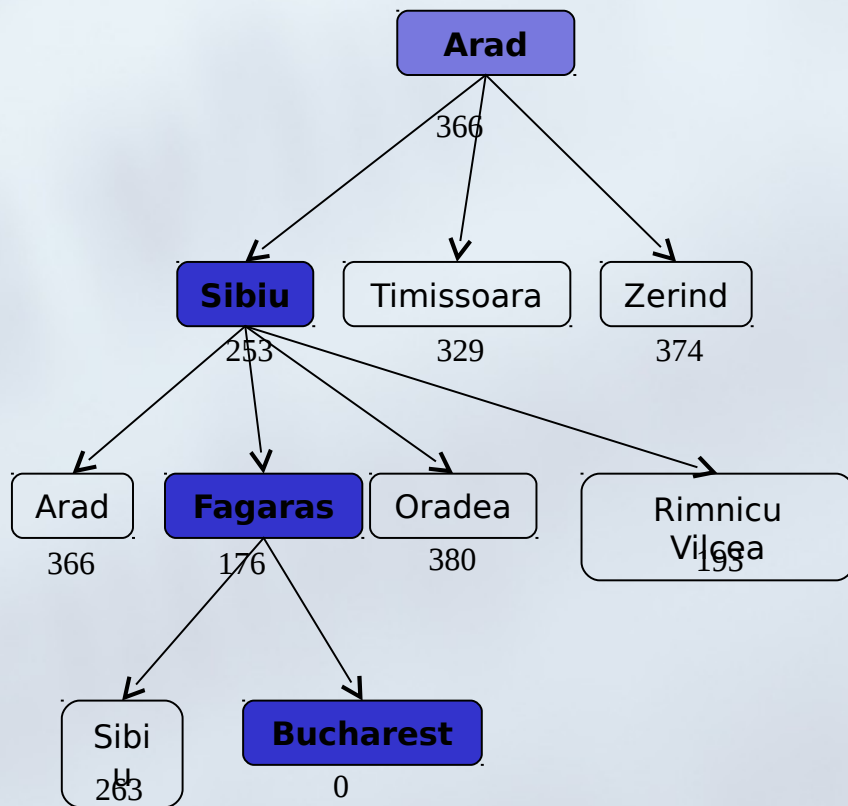 Arad
366
Sibiu
Timissoara
Zerind
253
329
374
Arad
Fagaras
Oradea
Rimnicu
Vilcea
366
176
380
193
Sibi
u
Bucharest
263
0